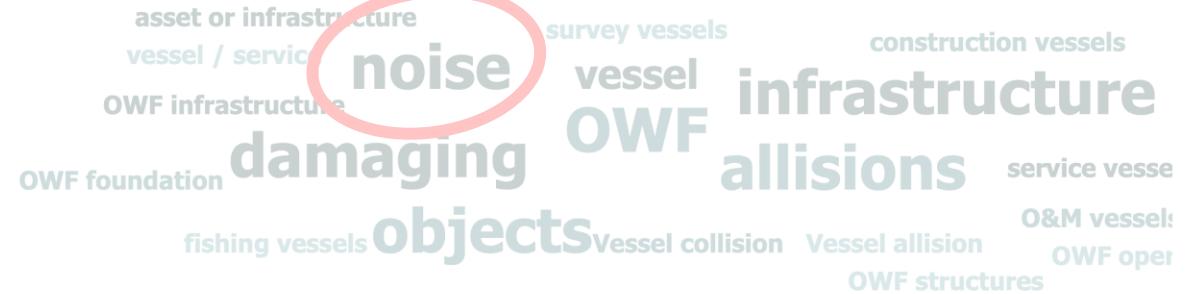 asset or infrastructure
survey vessels
construction vessels
vessel / service
noise
vessel
infrastructure
OWF infrastructure
OWF
damaging
allisions
service vesse
OWF foundation
objects
O&M vessels
fishing vessels
Vessel collision
Vessel allision
OWF oper
OWF structures